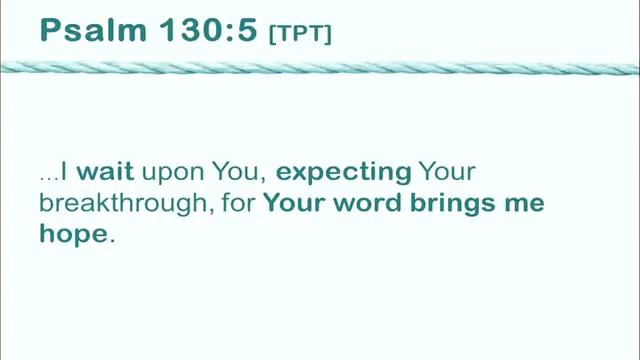 Psalm 130:5 [TPT]
...I wait upon You, expecting Your
breakthrough, for Your word brings me
hope.